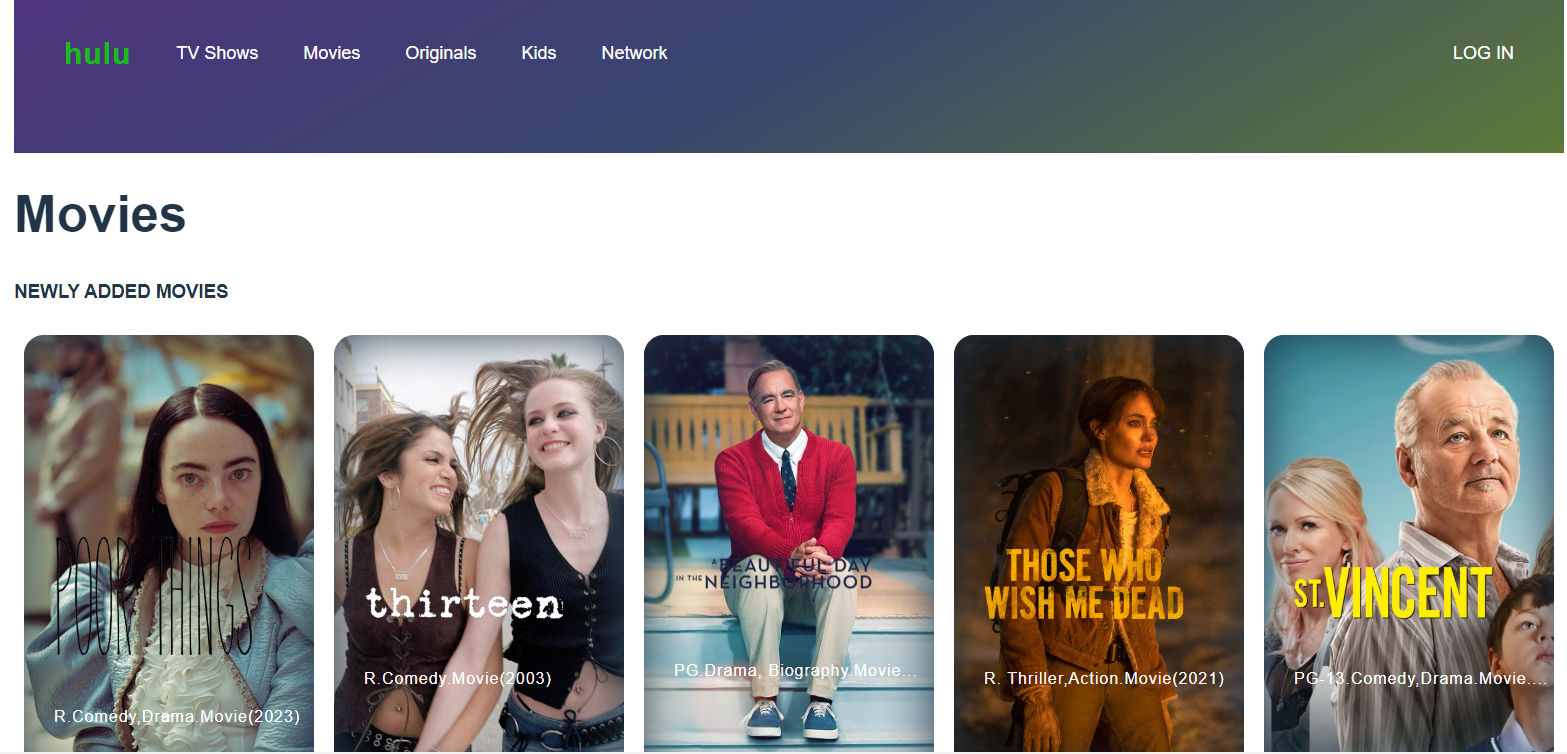 hulu TV Shows Movies Originals Kids Network LOG IN
Movies
NEWLY ADDED MOVIES
POOR THINGS
R.Comedy,Drama.Movie(2023)
thirteen
R.Comedy.Movie(2003)
A BEAUTIFUL DAY
IN THE NEIGHBORHOOD
PG.Drama, Biography.Movie...
THOSE WHO
WISH ME DEAD
R. Thriller,Action.Movie(2021)
ST.VINCENT
PG-13.Comedy,Drama.Movie....